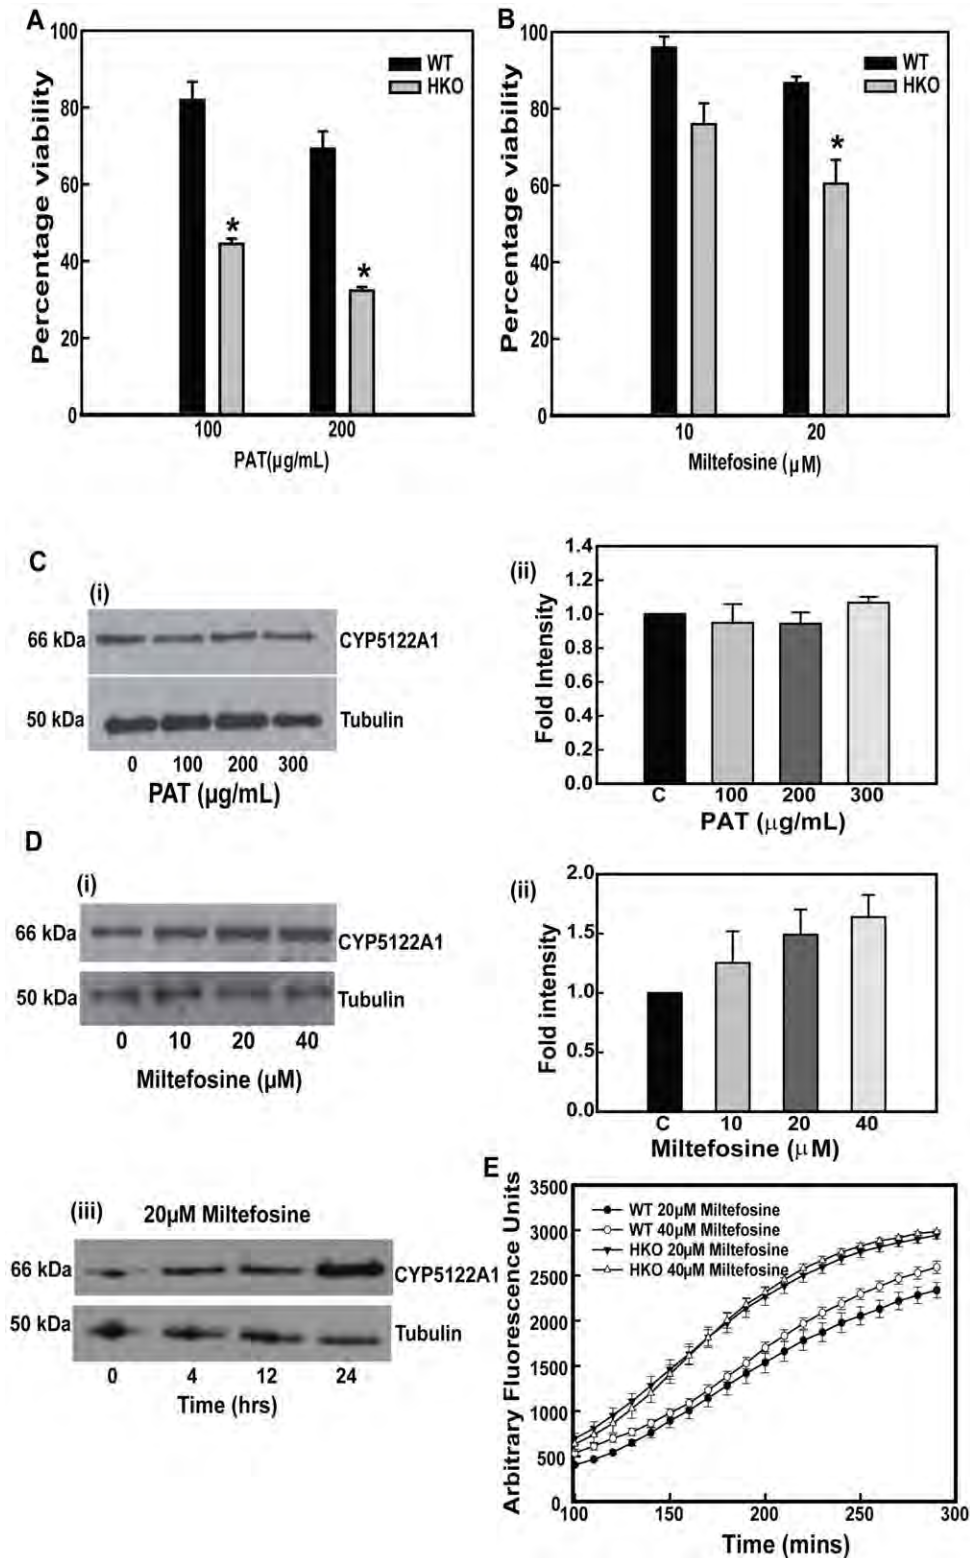 A
Percentage viability
100
80
60
40
20
0
WT
HKO
*
*
100 200
PAT(µg/mL)
B
Percentage viability
100
80
60
40
20
0
WT
HKO
*
10 20
Miltefosine (µM)
C
(i)
66 kDa CYP5122A1
50 kDa Tubulin
0 100 200 300
PAT (µg/mL)
(ii)
Fold Intensity
1.4
1.2
1.0
0.8
0.6
0.4
0.2
0.0
C 100 200 300
PAT (µg/mL)
D
(i)
66 kDa CYP5122A1
50 kDa Tubulin
0 10 20 40
Miltefosine (µM)
(ii)
Fold intensity
2.0
1.5
1.0
0.5
0.0
C 10 20 40
Miltefosine (µM)
(iii) 20µM Miltefosine
66 kDa CYP5122A1
50 kDa Tubulin
0 4 12 24
Time (hrs)
E
Arbitrary Fluorescence Units
3500
3000
2500
2000
1500
1000
500
0
WT 20µM Miltefosine
WT 40µM Miltefosine
HKO 20µM Miltefosine
HKO 40µM Miltefosine
100 150 200 250 300
Time (mins)